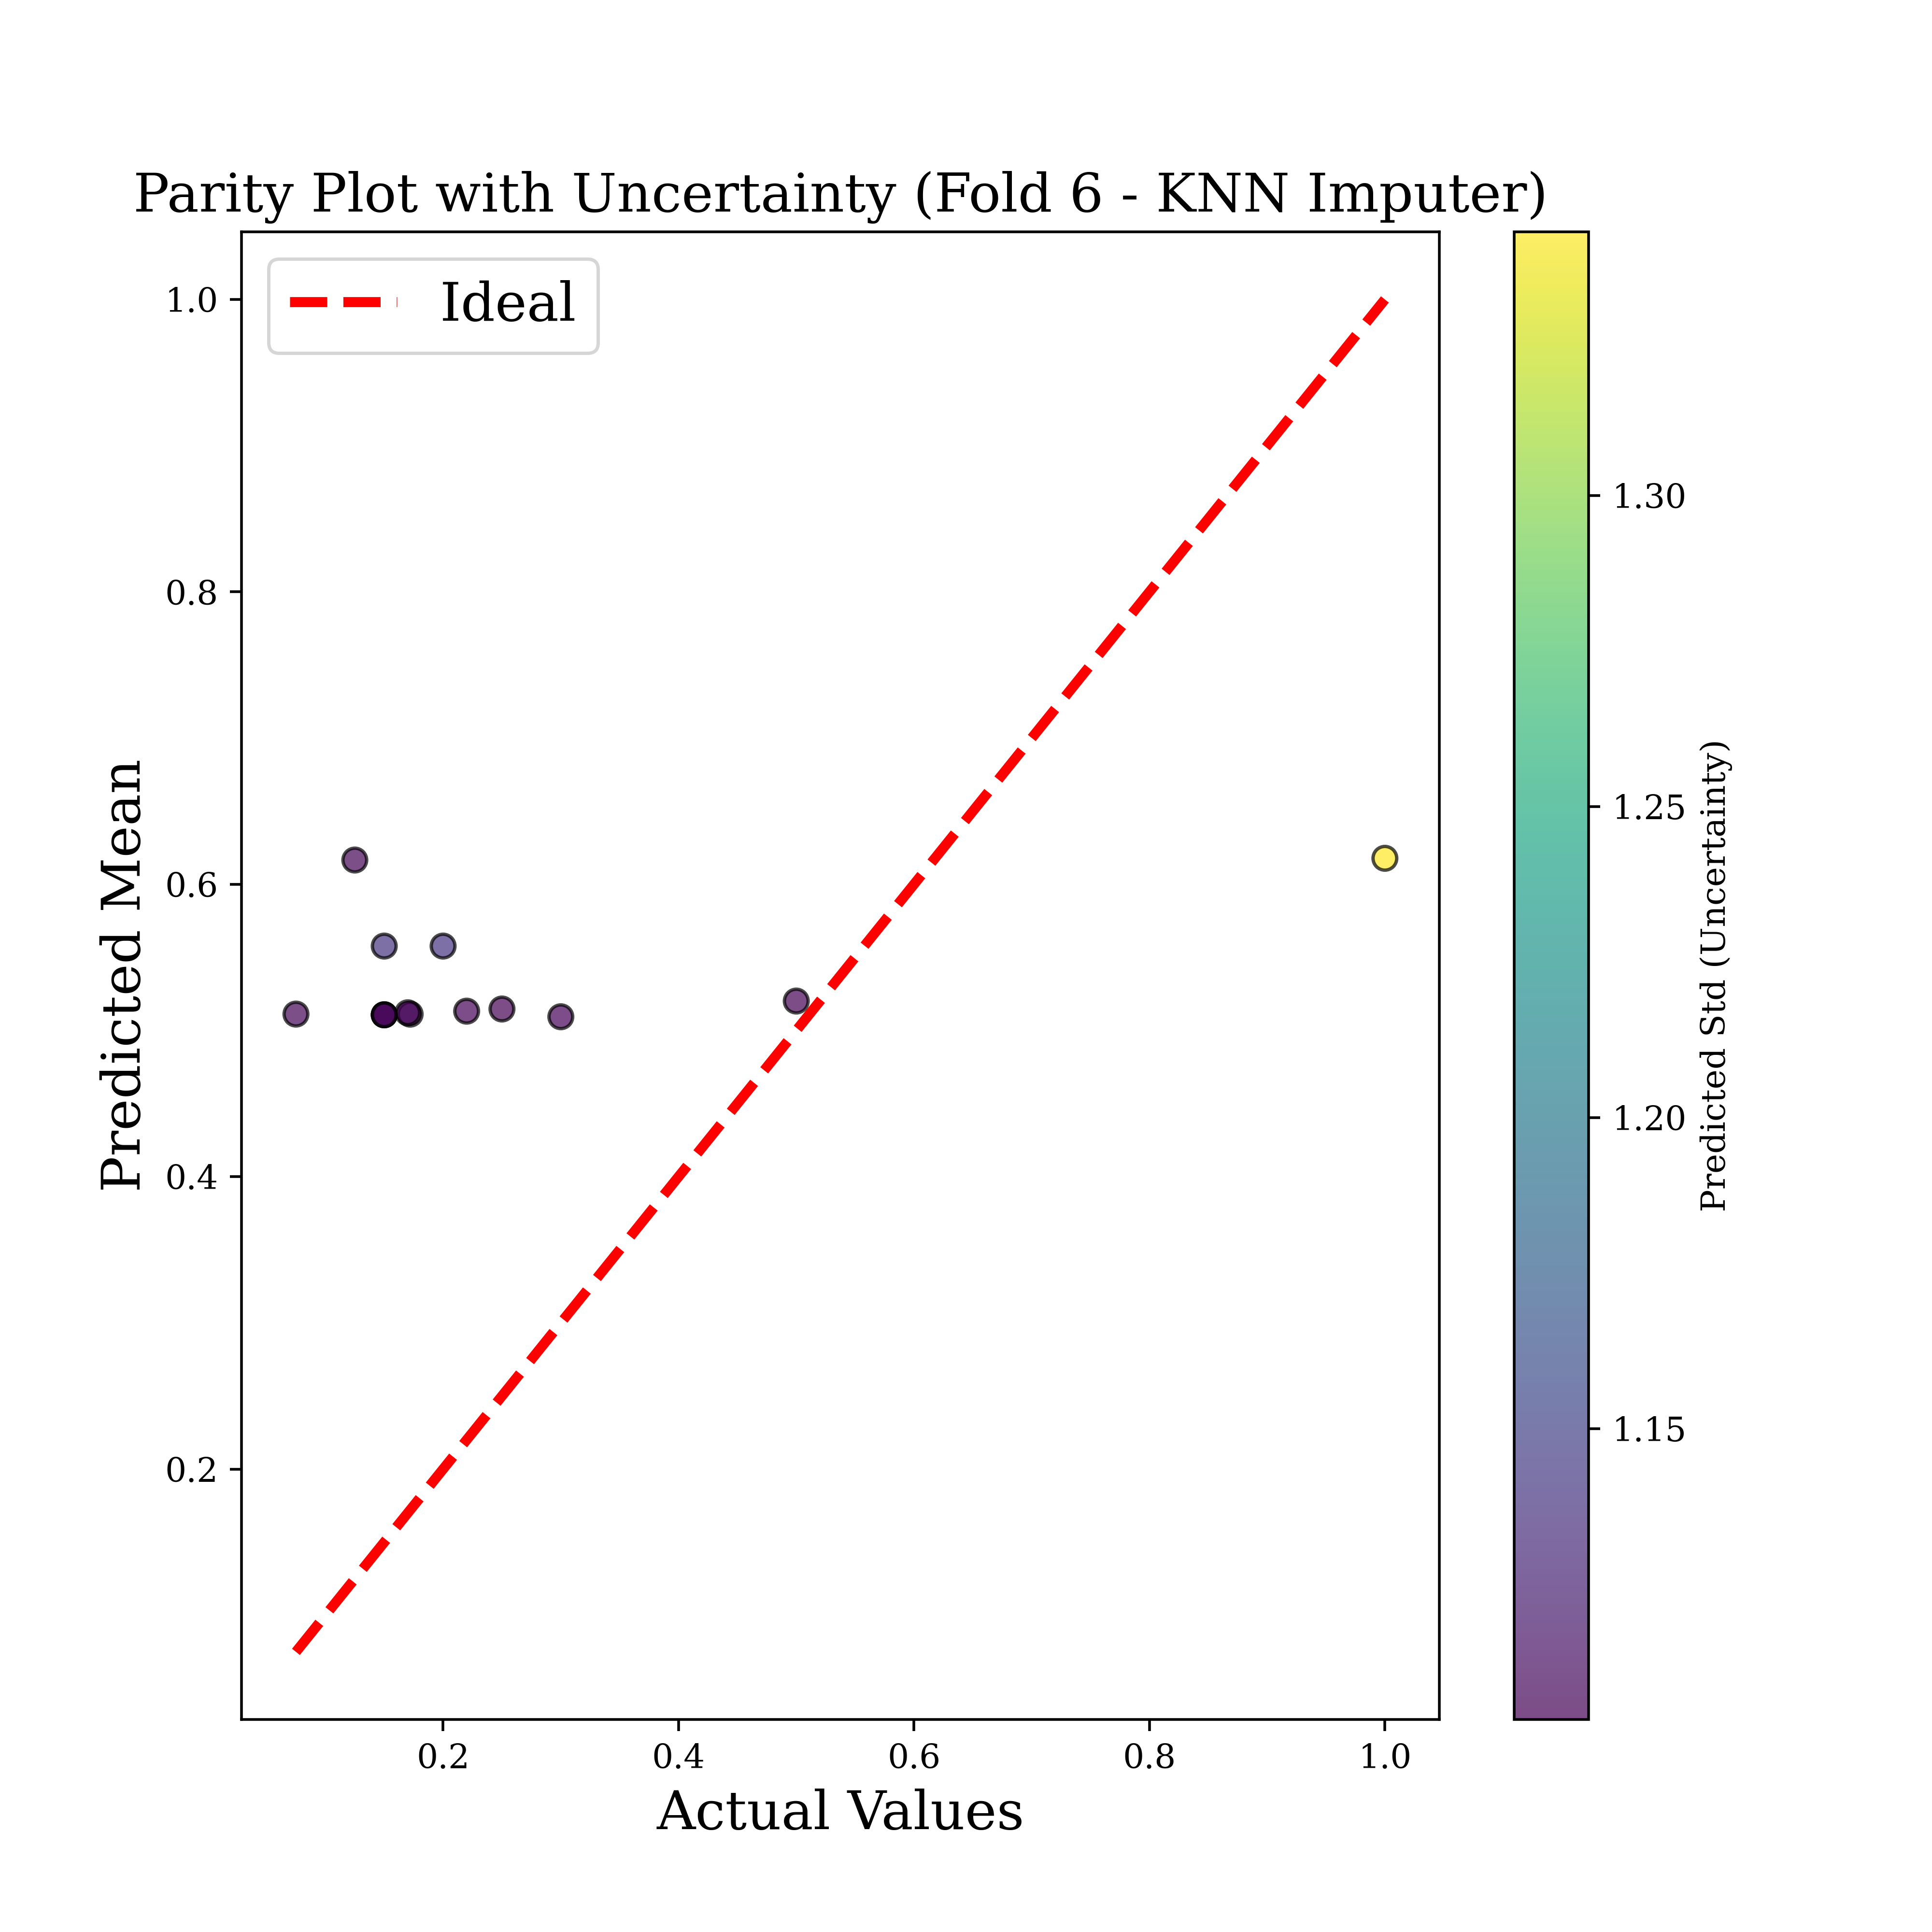 Parity Plot with Uncertainty (Fold 6 - KNN Imputer)
Ideal
1.0
0.8
0.6
0.4
0.2
Predicted Mean
0.2
0.4
0.6
0.8
1.0
Actual Values
1.30
1.25
1.20
1.15
Predicted Std (Uncertainty)